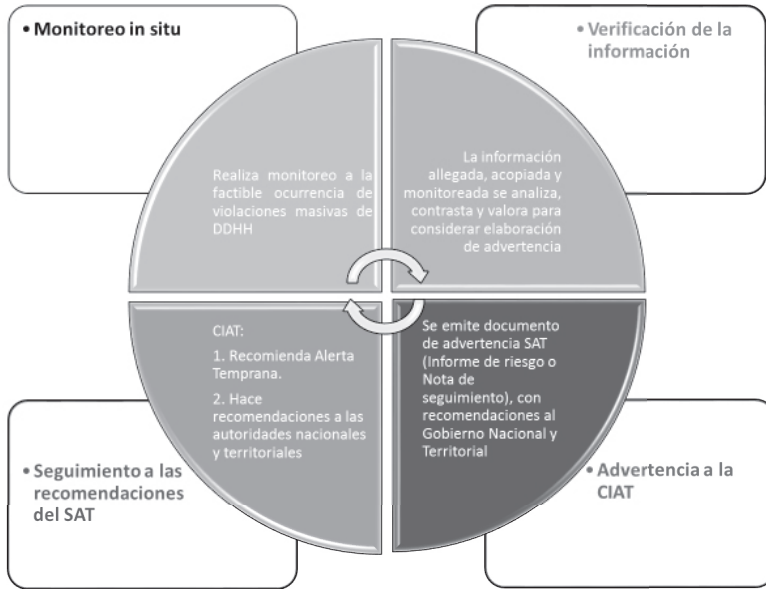 • Monitoreo in situ
Realiza monitoreo a la
factible ocurrencia de
violaciones masivas de
DDHH
• Verificación de la
información
La información
allegada, acopiada y
monitoreada se analiza,
contrasta y valora para
considerar elaboración
de advertencia
CIAT:
1. Recomienda Alerta
Temprana.
2. Hace
recomendaciones a las
autoridades nacionales
y territoriales
• Seguimiento a las
recomendaciones
del SAT
Se emite documento
de advertencia SAT
(Informe de riesgo o
Nota de
seguimiento), con
recomendaciones al
Gobierno Nacional y
Territorial
• Advertencia a la
CIAT